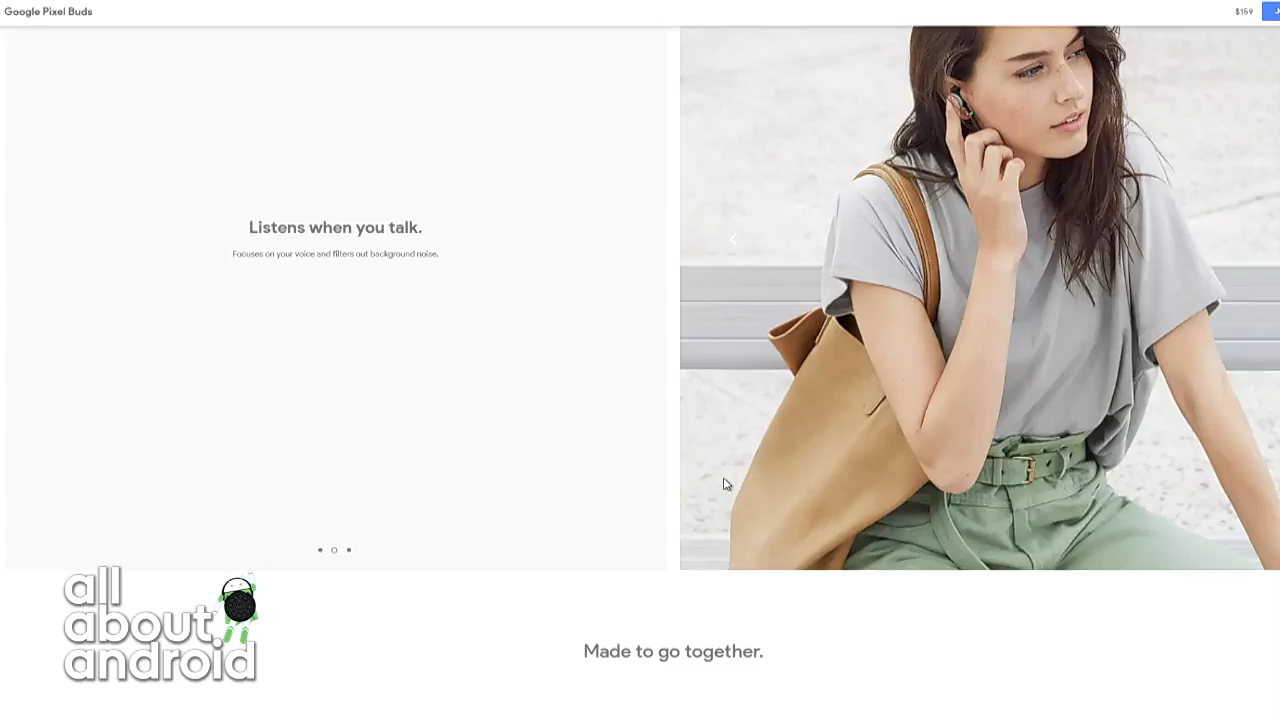 Google Pixel Buds
$159
Listens when you talk.
Focuses on your voice and filters out background noise.
all
about
android
Made to go together.